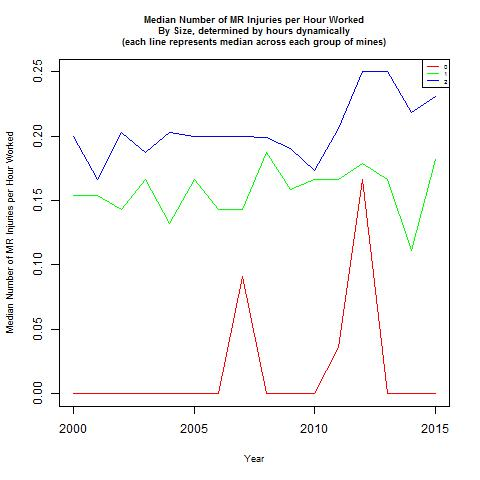 Median Number of MR Injuries per Hour Worked
By Size, determined by hours dynamically
(each line represents median across each group of mines)
0
1
2
Median Number of MR Injuries per Hour Worked
0.25
0.20
0.15
0.10
0.05
0.00
2000 2005 2010 2015
Year